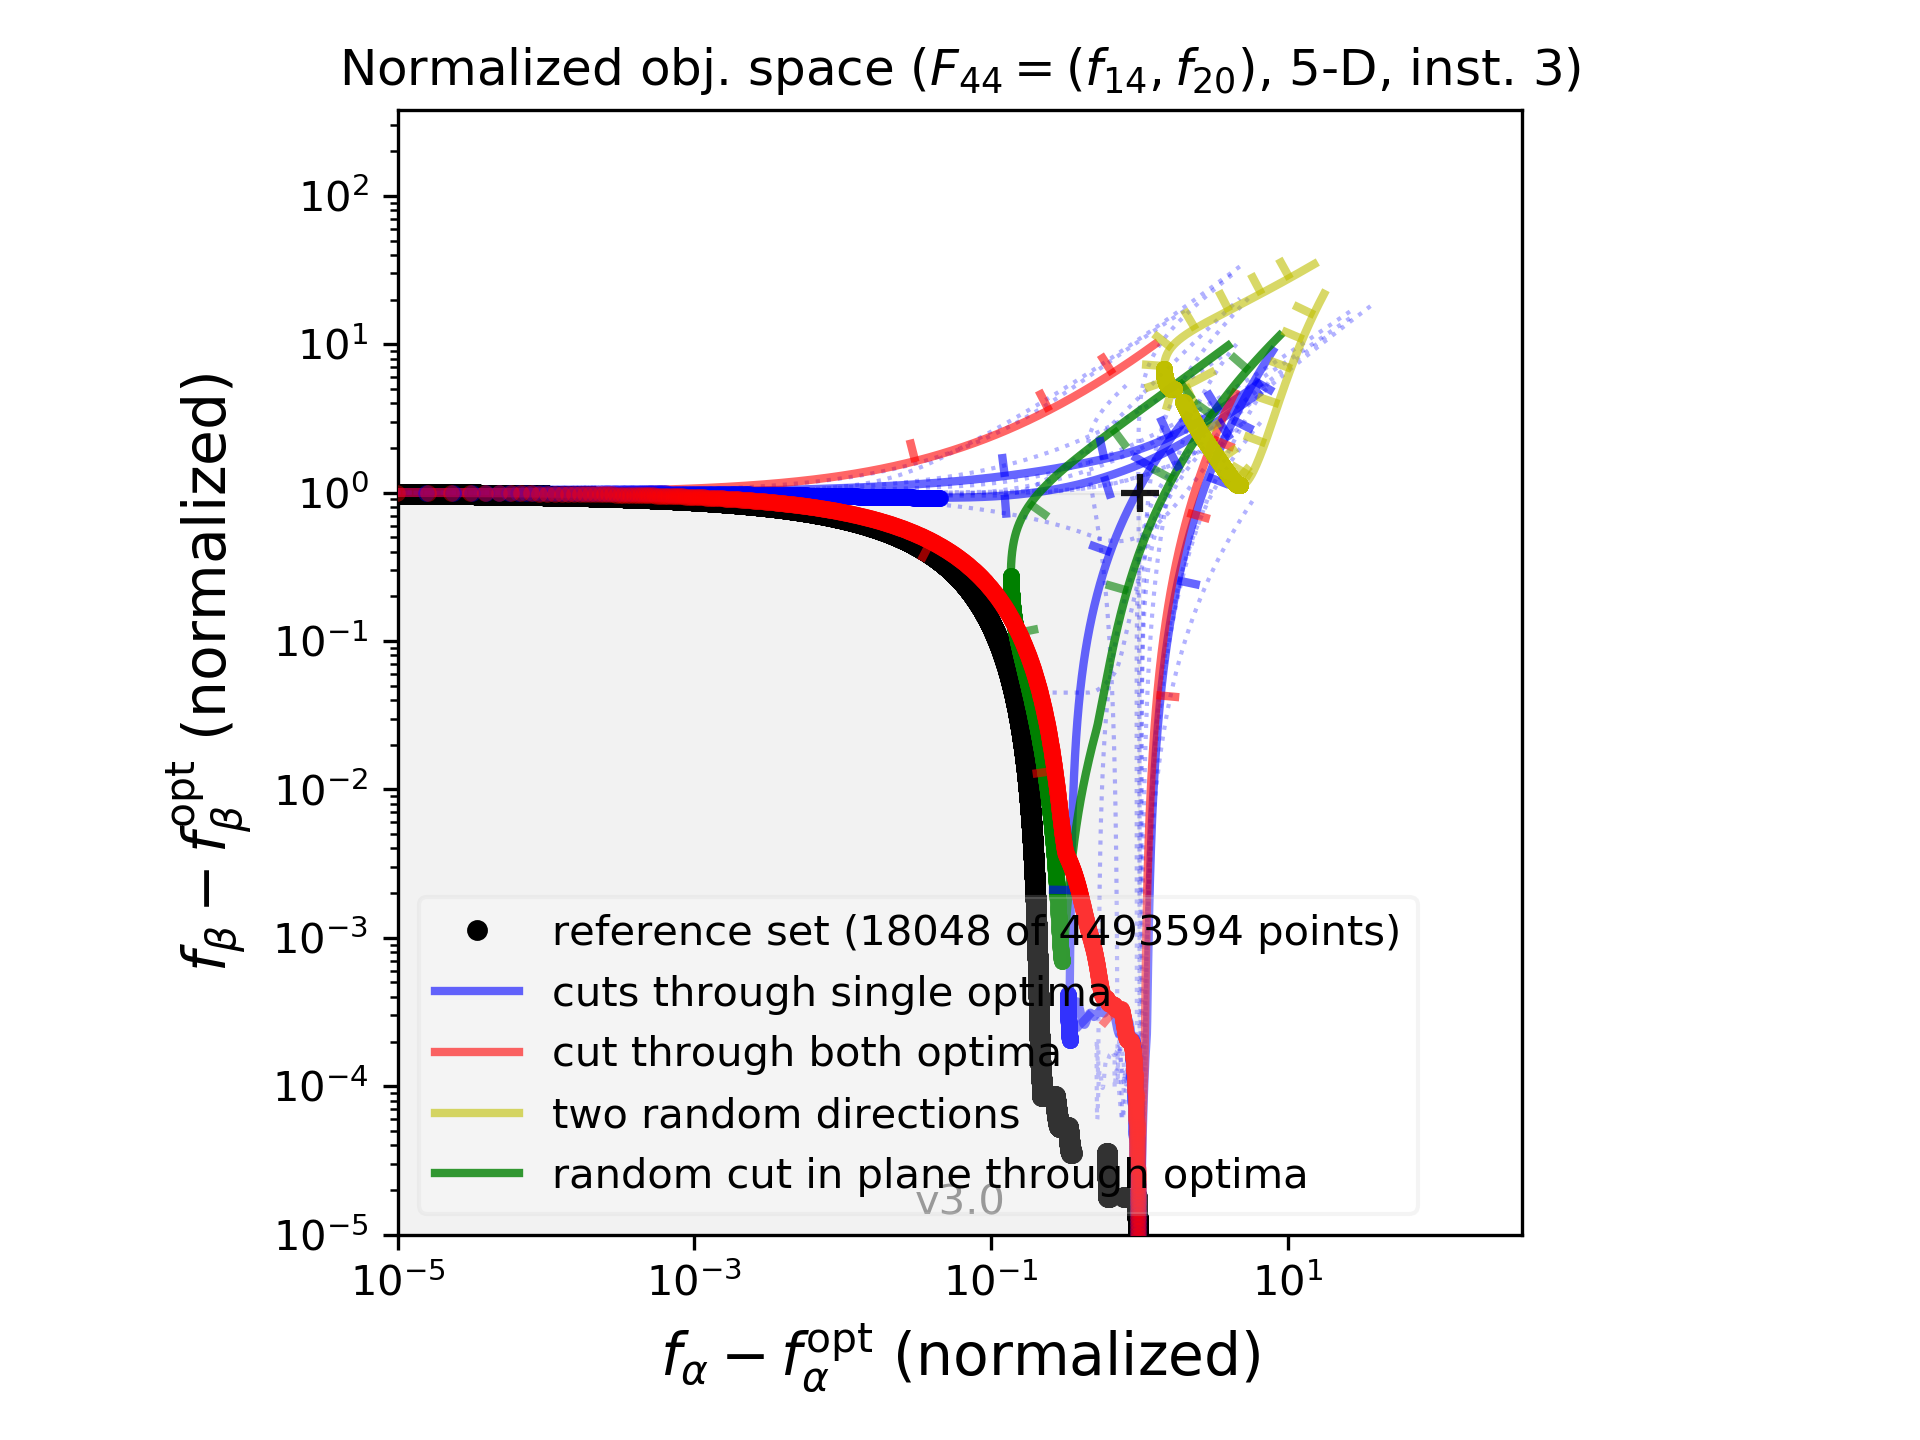 Normalized obj. space (F₄₄ = (f₁₄, f₂₀), 5-D, inst. 3)
f_β − f_β^opt (normalized)
10²
10¹
10⁰
10⁻¹
10⁻²
10⁻³
10⁻⁴
10⁻⁵
reference set (18048 of 4493594 points)
cuts through single optima
cut through both optima
two random directions
random cut in plane through optima
v3.0
10⁻⁵ 10⁻³ 10⁻¹ 10¹
f_α − f_α^opt (normalized)